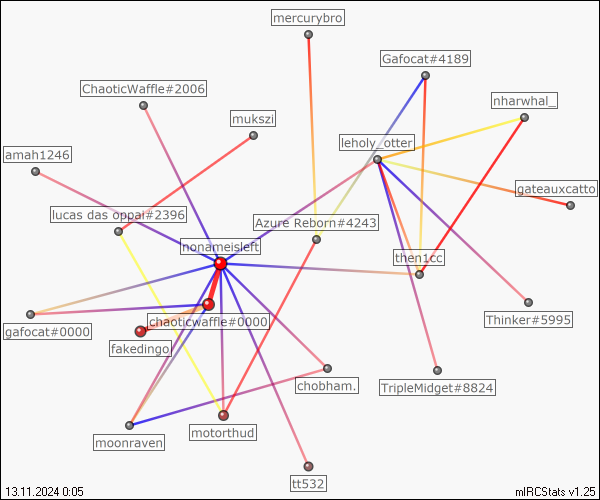 mercurybro
Gafocat#4189
ChaoticWaffle#2006
nharwhal_
mukszi
leholy_otter
amah1246
gateauxcatto
lucas das oppai#2396
Azure Reborn#4243
nonameisleft
then1cc
chaoticwaffle#0000
Thinker#5995
gafocat#0000
fakedingo
chobham.
TripleMidget#8824
motorthud
moonraven
tt532
13.11.2024 0:05
mIRCStats v1.25